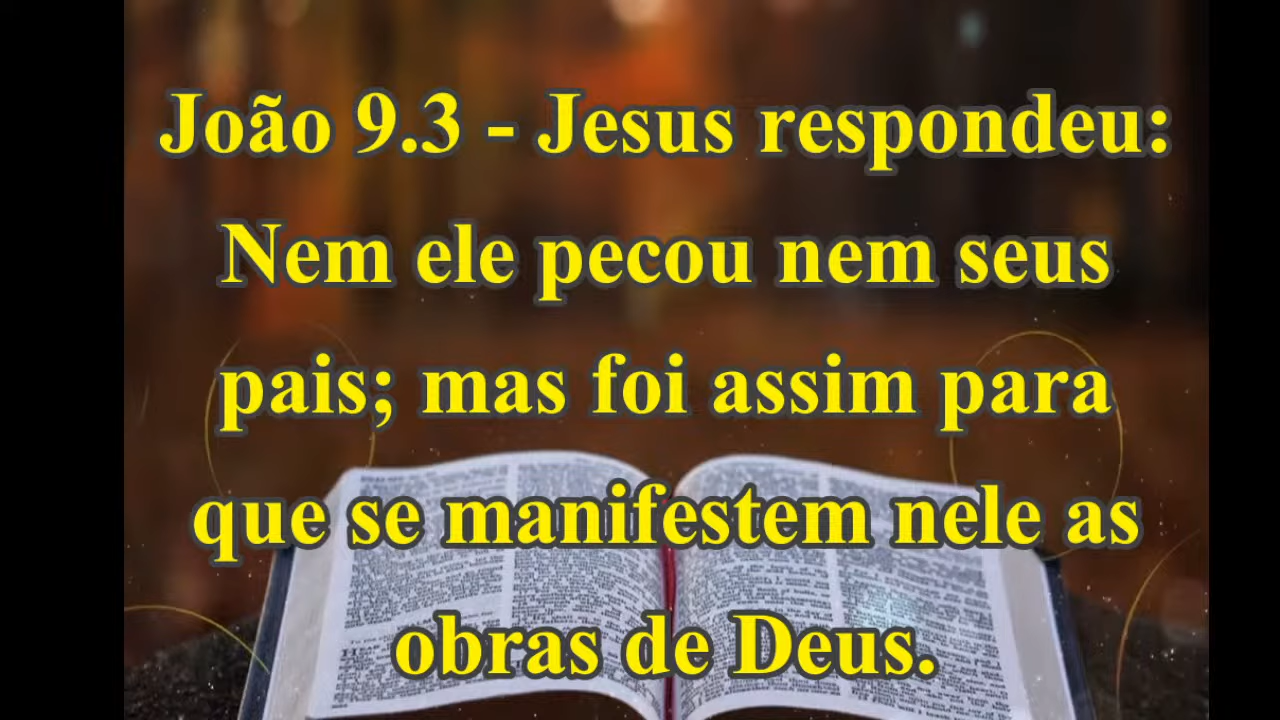 João 9.3 - Jesus respondeu:
Nem ele pecou nem seus
pais; mas foi assim para
que se manifestem nele as
obras de Deus.